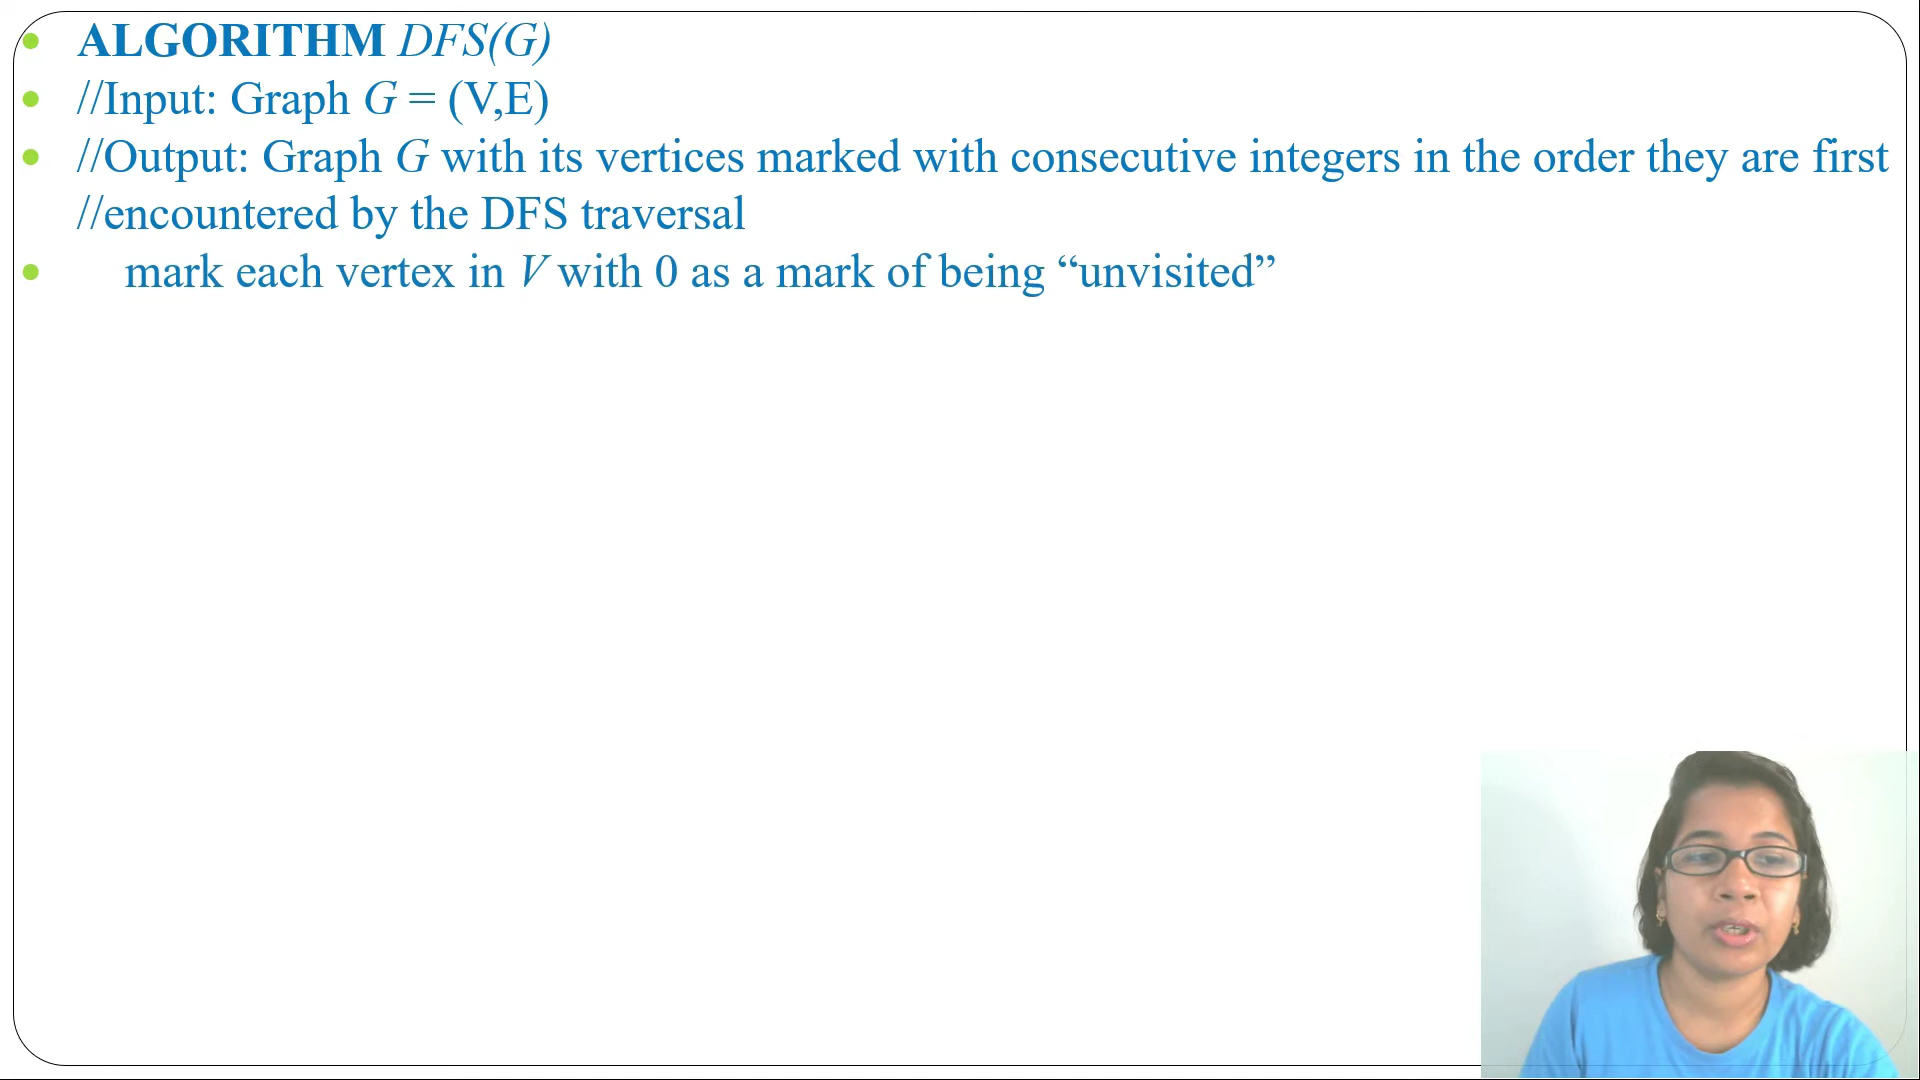 ALGORITHM DFS(G)
//Input: Graph G = (V,E)
//Output: Graph G with its vertices marked with consecutive integers in the order they are first
//encountered by the DFS traversal
mark each vertex in V with 0 as a mark of being “unvisited”